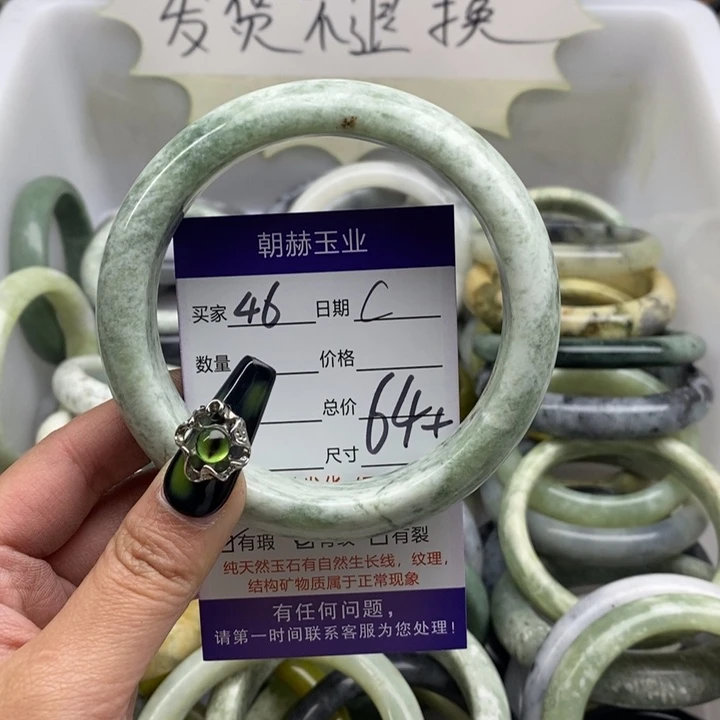 发货不退换
朝赫玉业
买家 46 日期 C
数量 价格
总价 64+
尺寸
有瑕 有纹 有裂
纯天然玉石有自然生长线，纹理，
结构矿物质属于正常现象
有任何问题，
请第一时间联系客服为您处理！